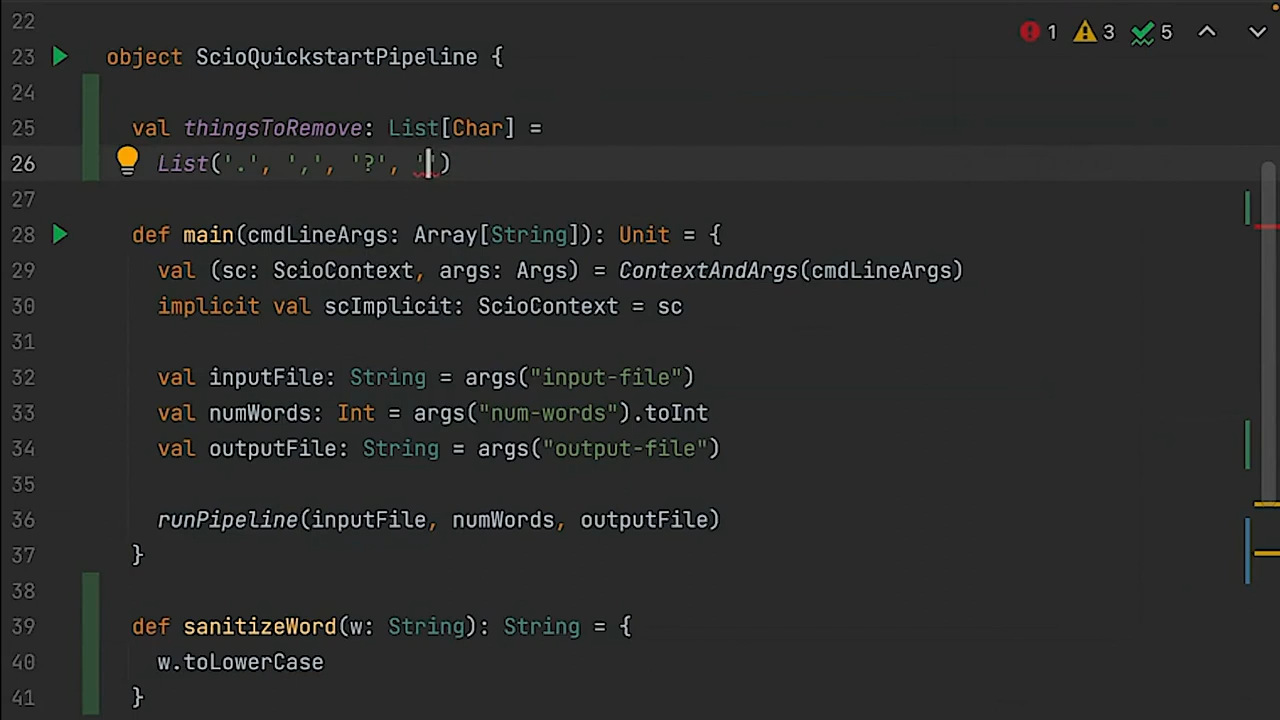 22
1 3 5
23 object ScioQuickstartPipeline {
24
25 val thingsToRemove: List[Char] =
26 List('.', ',', '?', '')
27
28 def main(cmdLineArgs: Array[String]): Unit = {
29 val (sc: ScioContext, args: Args) = ContextAndArgs(cmdLineArgs)
30 implicit val scImplicit: ScioContext = sc
31
32 val inputFile: String = args("input-file")
33 val numWords: Int = args("num-words").toInt
34 val outputFile: String = args("output-file")
35
36 runPipeline(inputFile, numWords, outputFile)
37 }
38
39 def sanitizeWord(w: String): String = {
40 w.toLowerCase
41 }